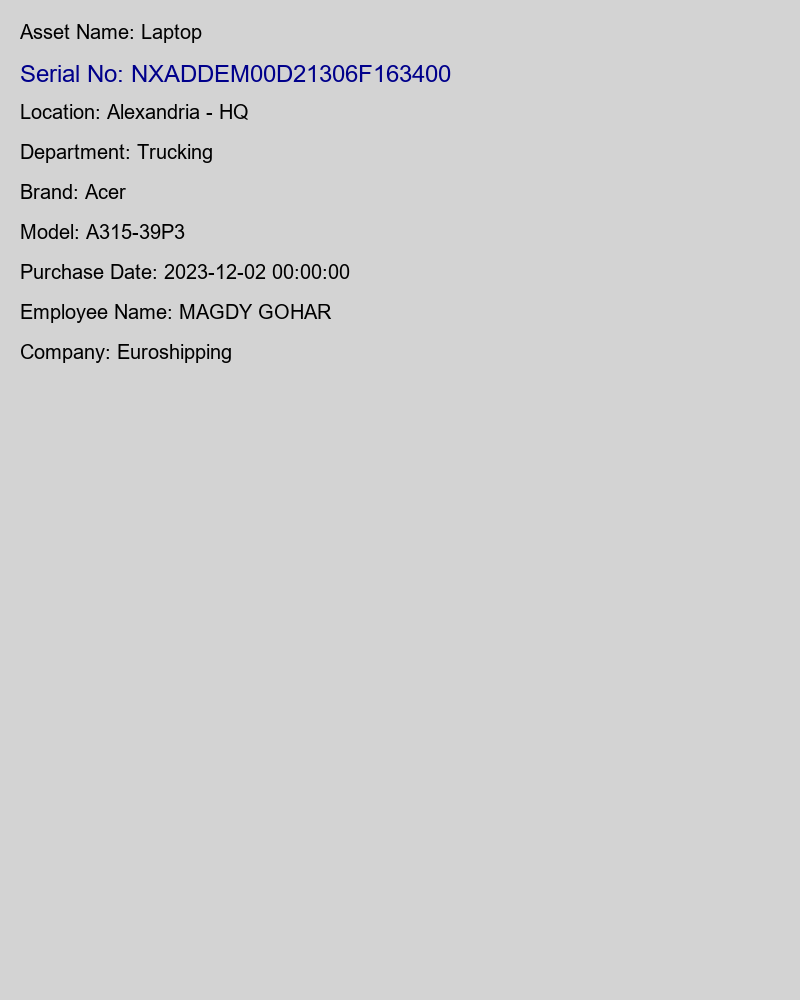 Asset Name: Laptop
Serial No: NXADDEM00D21306F163400
Location: Alexandria - HQ
Department: Trucking
Brand: Acer
Model: A315-39P3
Purchase Date: 2023-12-02 00:00:00
Employee Name: MAGDY GOHAR
Company: Euroshipping